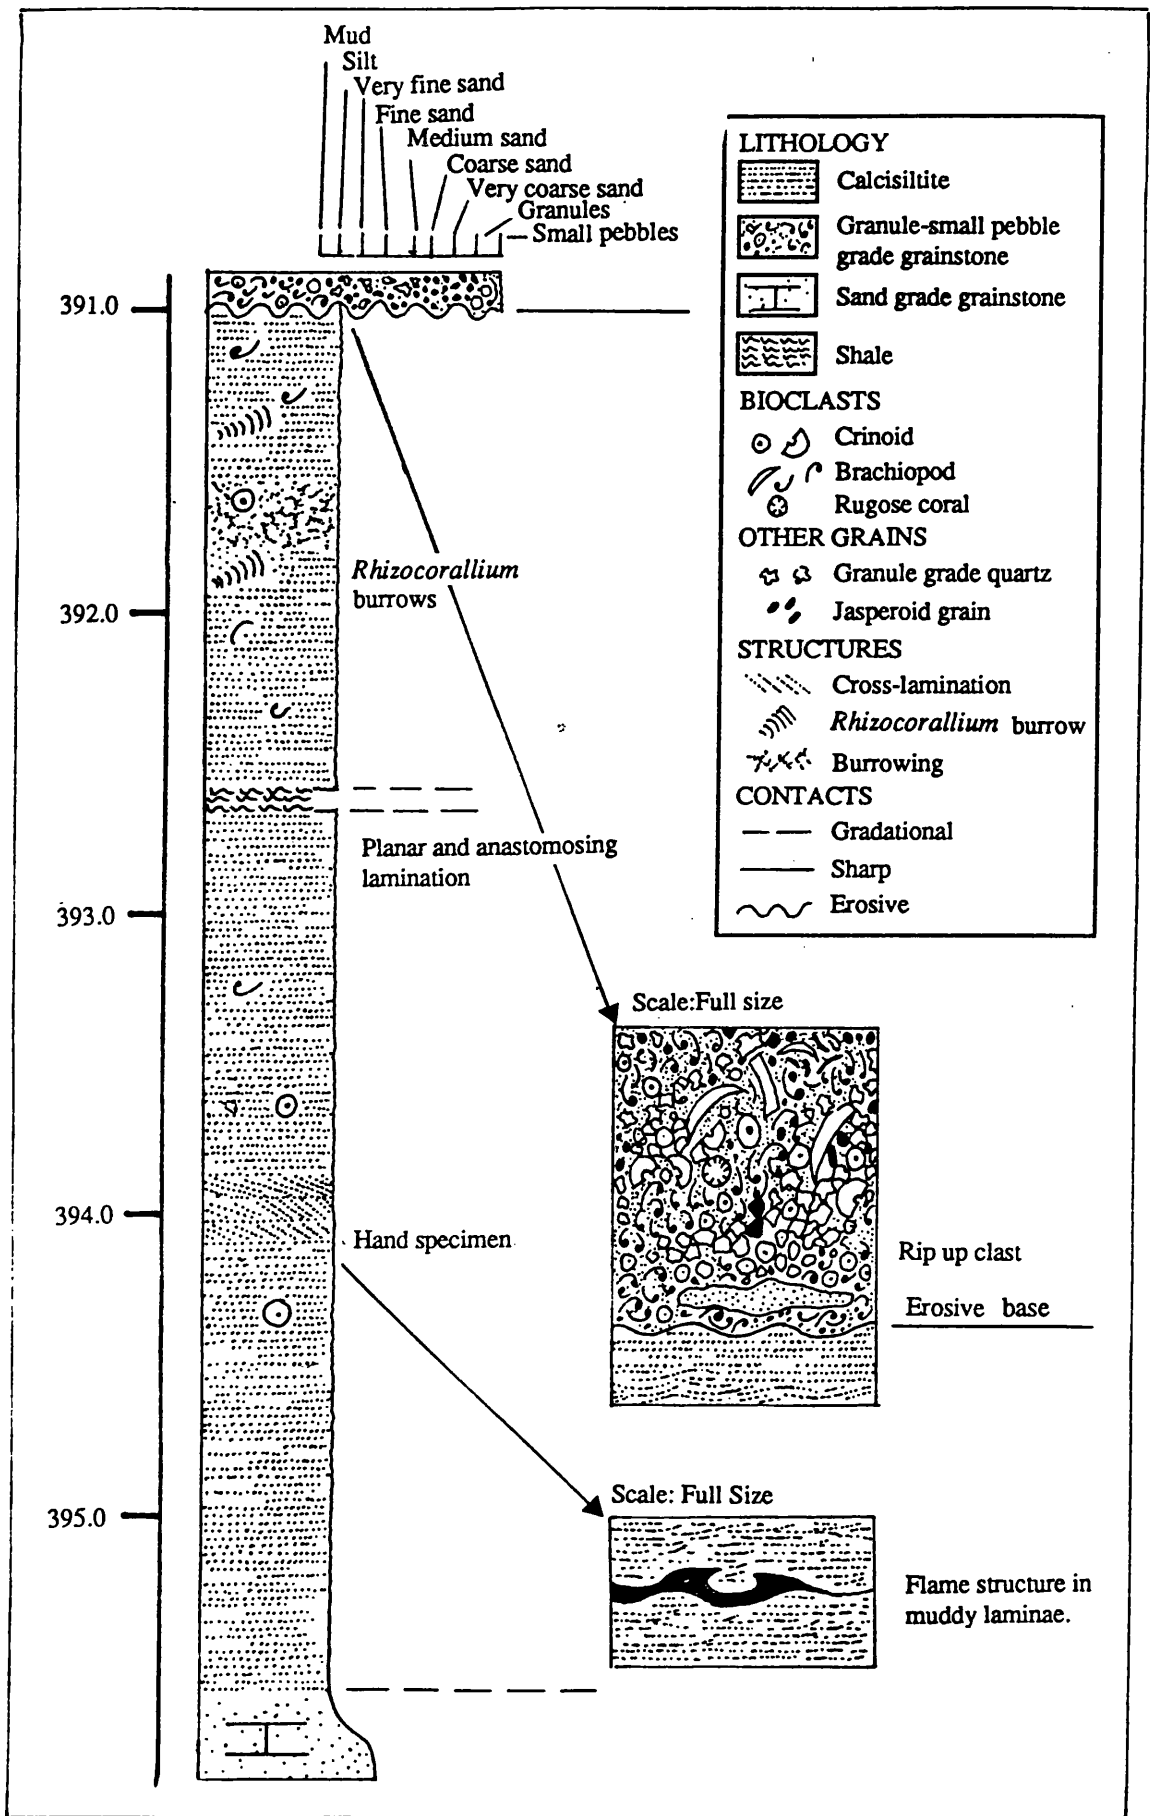 Mud
Silt
Very fine sand
Fine sand
Medium sand
Coarse sand
Very coarse sand
Granules
Small pebbles
391.0
392.0
393.0
394.0
395.0
Rhizocorallium
burrows
Planar and anastomosing
lamination
Hand specimen
LITHOLOGY
Calcisiltite
Granule-small pebble
grade grainstone
Sand grade grainstone
Shale
BIOCLASTS
Crinoid
Brachiopod
Rugose coral
OTHER GRAINS
Granule grade quartz
Jasperoid grain
STRUCTURES
Cross-lamination
Rhizocorallium burrow
Burrowing
CONTACTS
Gradational
Sharp
Erosive
Scale:Full size
Rip up clast
Erosive base
Scale: Full Size
Flame structure in
muddy laminae.